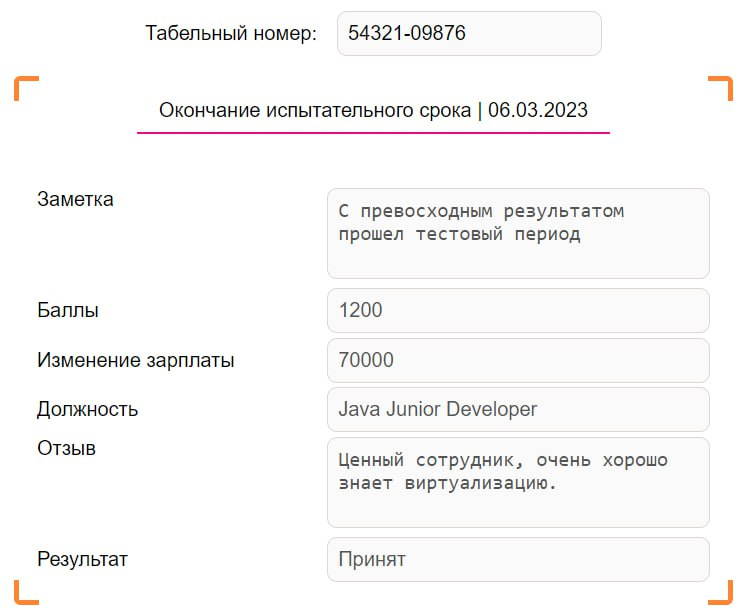 Табельный номер: 54321-09876
Окончание испытательного срока | 06.03.2023
Заметка
С превосходным результатом
прошел тестовый период
Баллы 1200
Изменение зарплаты 70000
Должность Java Junior Developer
Отзыв
Ценный сотрудник, очень хорошо
знает виртуализацию.
Результат Принят